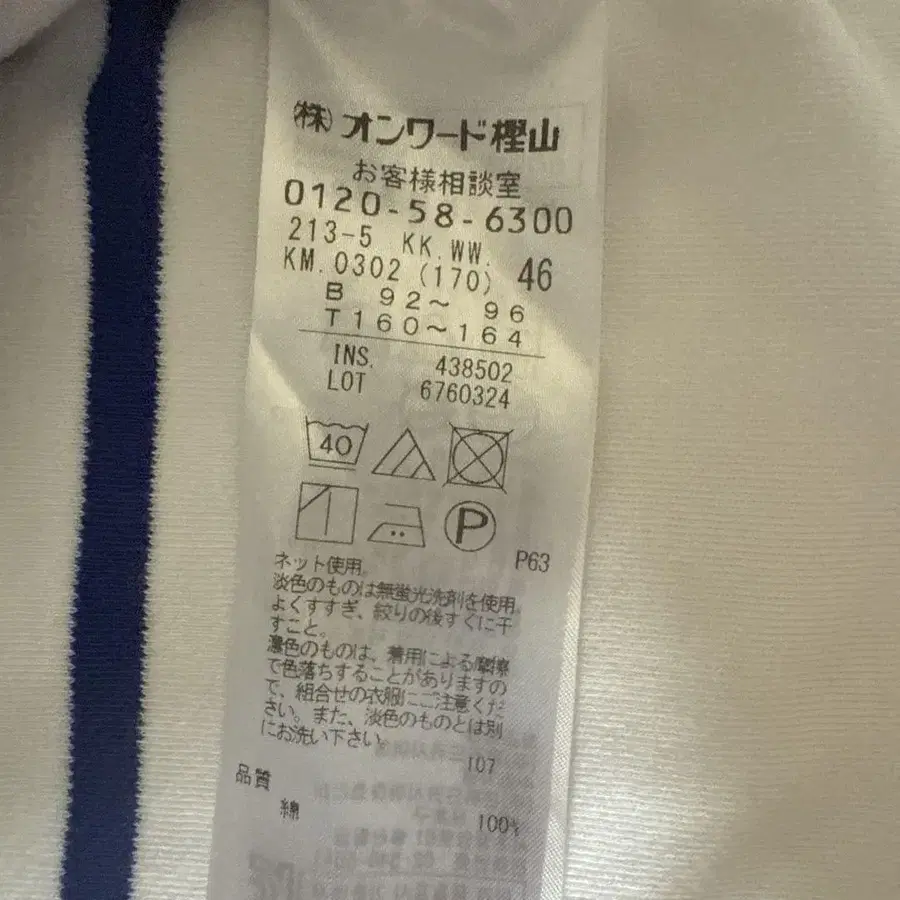 ㈱オンワード樫山
お客様相談室
0120-58-6300
213-5 KK.WW.
KM.0302 (170) 46
B 92～ 96
T160～164
INS. 438502
LOT 6760324
40
P
P63
ネット使用。
淡色のものは無蛍光洗剤を使用。
よくすすぎ、絞りの後すぐに干
すこと。
濃色のものは、着用による摩擦
で色落ちすることがありますの
で、組合せの衣服にご注意くだ
さい。また、淡色のものとは別
にお洗い下さい。
107
品質
綿 100%